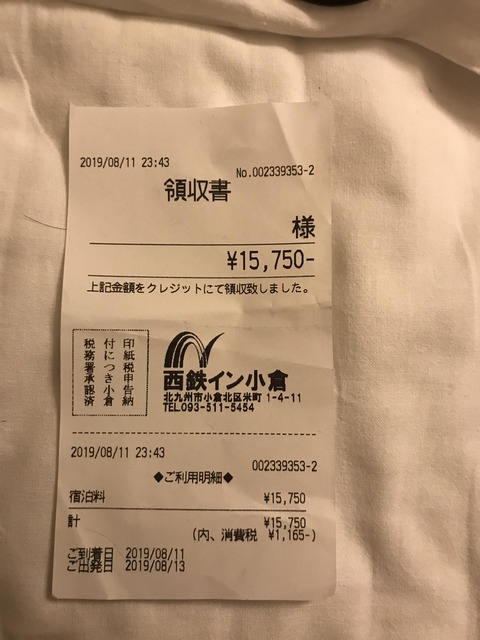 2019/08/11 23:43
No.002339353-2
領収書
様
¥15,750-
上記金額をクレジットにて領収致しました。
印紙税申告納
付につき小倉
税務署承認済
西鉄イン小倉
北九州市小倉北区米町 1-4-11
TEL093-511-5454
2019/08/11 23:43
002339353-2
◆ご利用明細◆
宿泊料 ¥15,750
計 ¥15,750
(内、消費税 ¥1,165-)
ご到着日 2019/08/11
ご出発日 2019/08/13